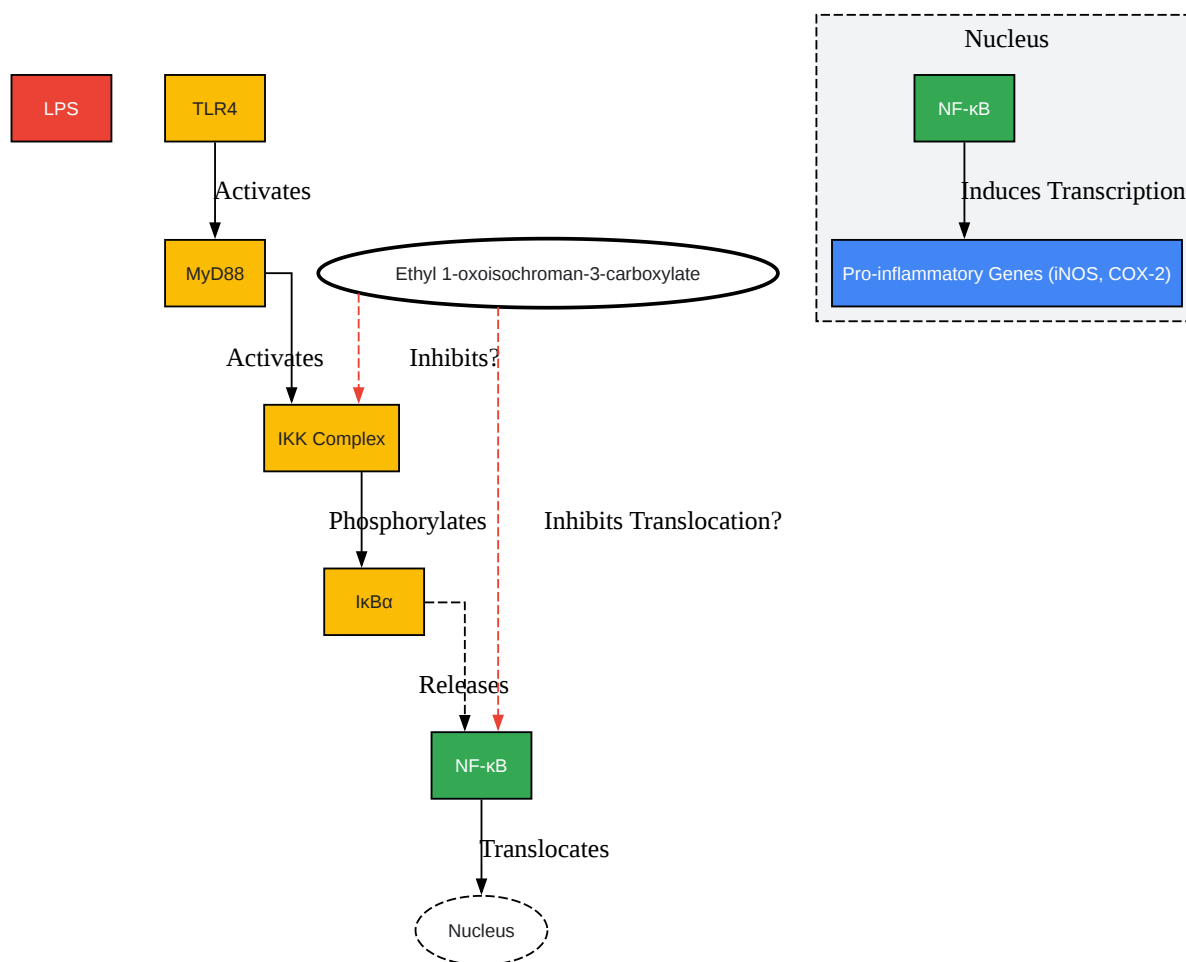 Nucleus
LPS
TLR4
NF-κB
Activates
Induces Transcription
MyD88
Ethyl 1-oxoisochroman-3-carboxylate
Pro-inflammatory Genes (iNOS, COX-2)
Activates
Inhibits?
IKK Complex
Phosphorylates
Inhibits Translocation?
IκBα
Releases
NF-κB
Translocates
Nucleus